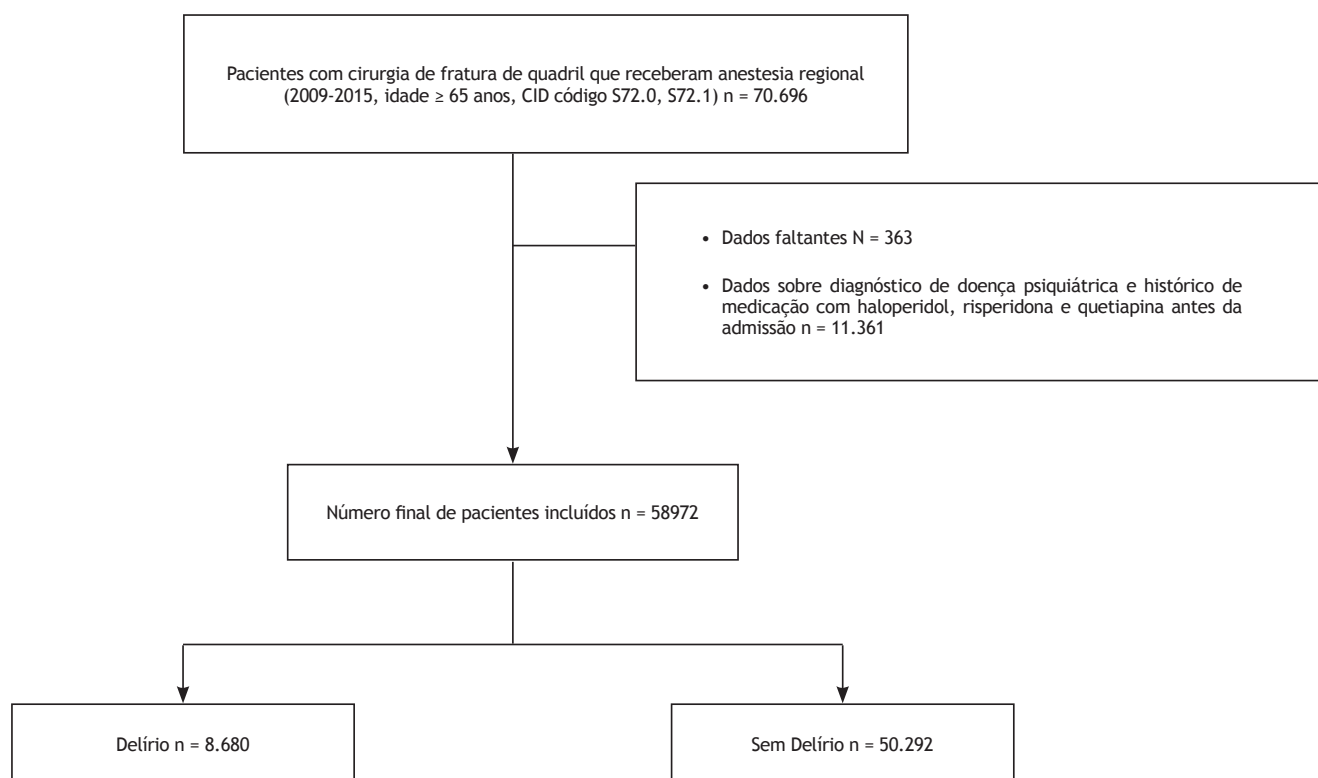 Pacientes com cirurgia de fratura de quadril que receberam anestesia regional
(2009-2015, idade ≥ 65 anos, CID código S72.0, S72.1) n = 70.696
• Dados faltantes N = 363
• Dados sobre diagnóstico de doença psiquiátrica e histórico de
medicação com haloperidol, risperidona e quetiapina antes da
admissão n = 11.361
Número final de pacientes incluídos n = 58972
Delírio n = 8.680
Sem Delírio n = 50.292